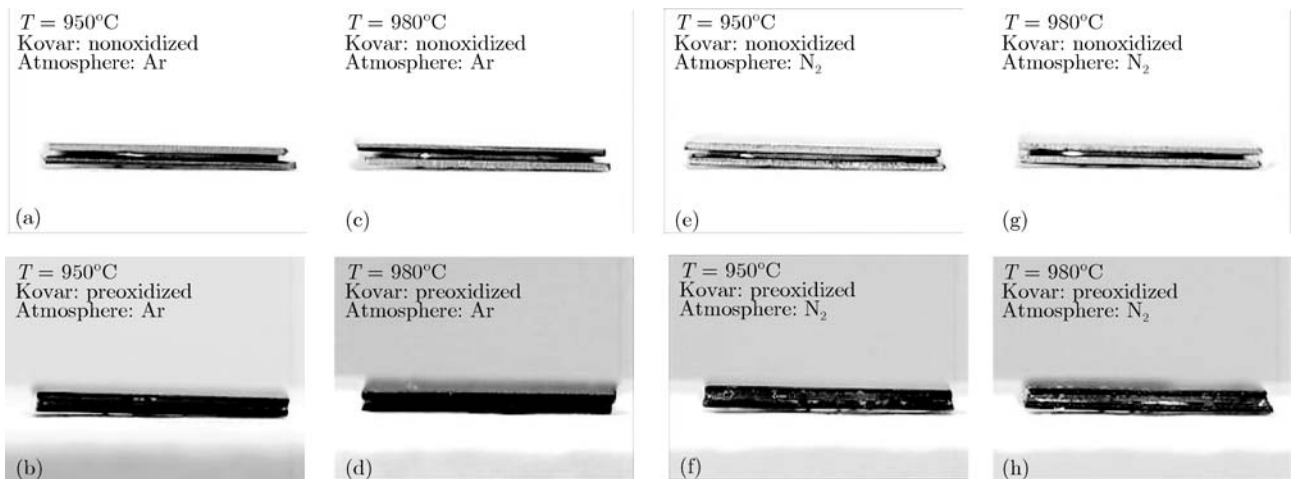 T = 950°C
Kovar: nonoxidized
Atmosphere: Ar
(a)
T = 980°C
Kovar: nonoxidized
Atmosphere: Ar
(c)
T = 950°C
Kovar: nonoxidized
Atmosphere: N₂
(e)
T = 980°C
Kovar: nonoxidized
Atmosphere: N₂
(g)
T = 950°C
Kovar: preoxidized
Atmosphere: Ar
(b)
T = 980°C
Kovar: preoxidized
Atmosphere: Ar
(d)
T = 950°C
Kovar: preoxidized
Atmosphere: N₂
(f)
T = 980°C
Kovar: preoxidized
Atmosphere: N₂
(h)